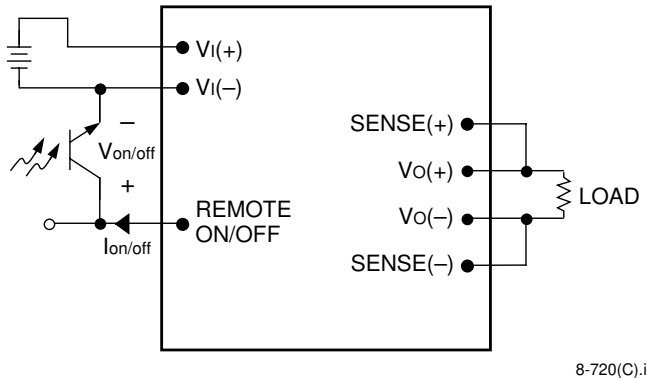 VI(+)
VI(–)
SENSE(+)
–
Von/off
+
VO(+)
LOAD
REMOTE
ON/OFF
VO(–)
Ion/off
SENSE(–)
8-720(C).i